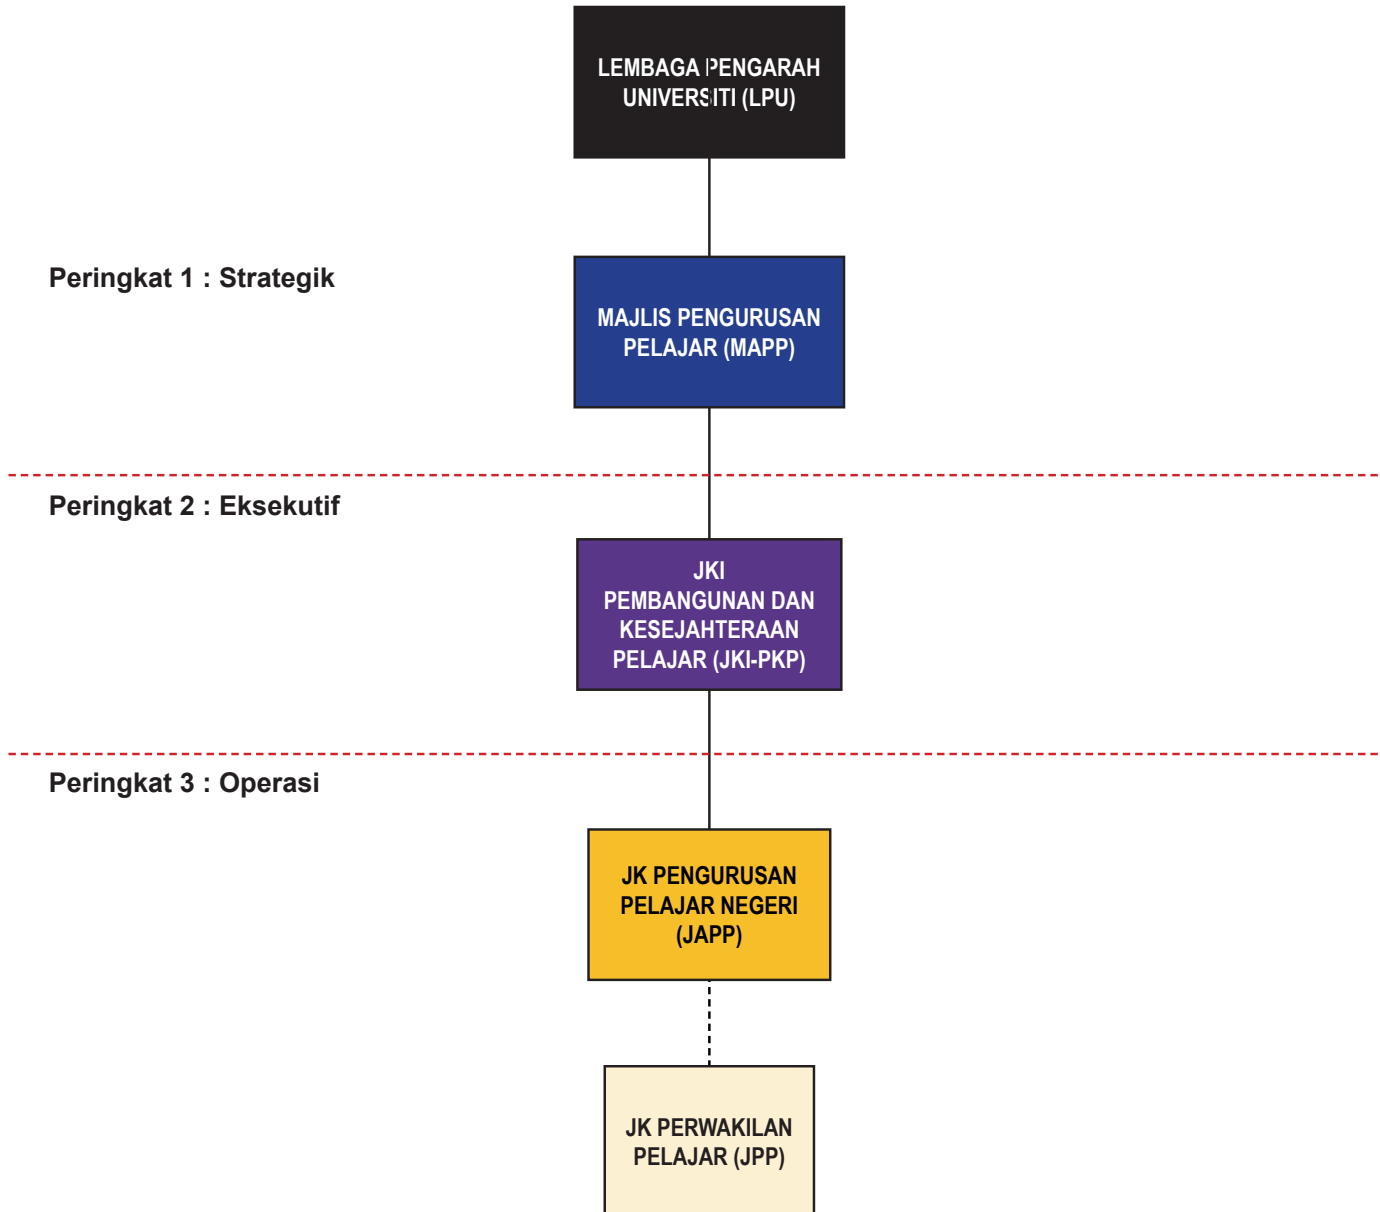 LEMBAGA PENGARAH
UNIVERSITI (LPU)
Peringkat 1 : Strategik
MAJLIS PENGURUSAN
PELAJAR (MAPP)
Peringkat 2 : Eksekutif
JKI
PEMBANGUNAN DAN
KESEJAHTERAAN
PELAJAR (JKI-PKP)
Peringkat 3 : Operasi
JK PENGURUSAN
PELAJAR NEGERI
(JAPP)
JK PERWAKILAN
PELAJAR (JPP)